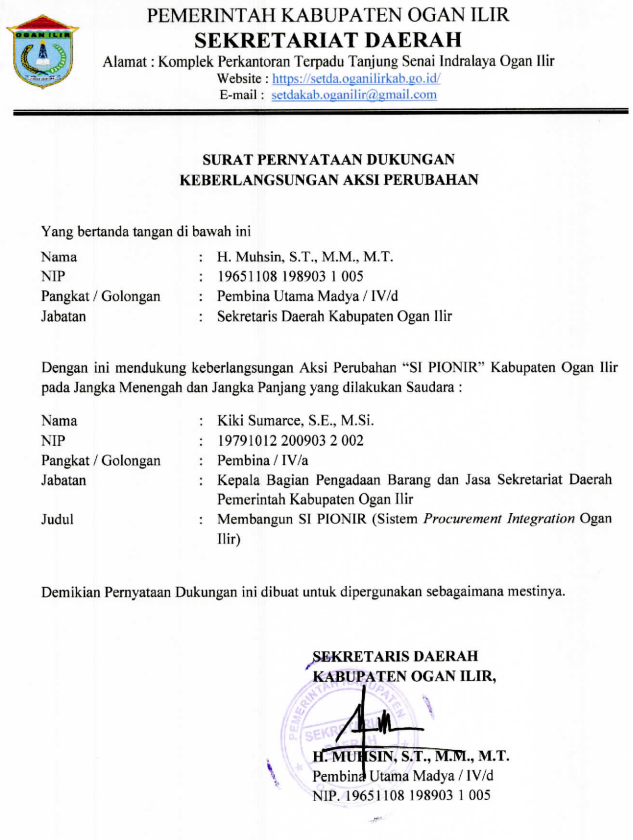 OGAN ILIR
PEMERINTAH KABUPATEN OGAN ILIR
SEKRETARIAT DAERAH
Alamat : Komplek Perkantoran Terpadu Tanjung Senai Indralaya Ogan Ilir
Website : https://setda.oganilirkab.go.id/
E-mail : setdakab.oganilir@gmail.com
SURAT PERNYATAAN DUKUNGAN
KEBERLANGSUNGAN AKSI PERUBAHAN
Yang bertanda tangan di bawah ini
Nama : H. Muhsin, S.T., M.M., M.T.
NIP : 19651108 198903 1 005
Pangkat / Golongan : Pembina Utama Madya / IV/d
Jabatan : Sekretaris Daerah Kabupaten Ogan Ilir
Dengan ini mendukung keberlangsungan Aksi Perubahan “SI PIONIR” Kabupaten Ogan Ilir
pada Jangka Menengah dan Jangka Panjang yang dilakukan Saudara :
Nama : Kiki Sumarce, S.E., M.Si.
NIP : 19791012 200903 2 002
Pangkat / Golongan : Pembina / IV/a
Jabatan : Kepala Bagian Pengadaan Barang dan Jasa Sekretariat Daerah
Pemerintah Kabupaten Ogan Ilir
Judul : Membangun SI PIONIR (Sistem Procurement Integration Ogan
Ilir)
Demikian Pernyataan Dukungan ini dibuat untuk dipergunakan sebagaimana mestinya.
SEKRETARIS DAERAH
KABUPATEN OGAN ILIR,
PEMERINTAH KABUPATEN
SEKRETARIS
DAERAH
H. MUHSIN, S.T., M.M., M.T.
Pembina Utama Madya / IV/d
NIP. 19651108 198903 1 005